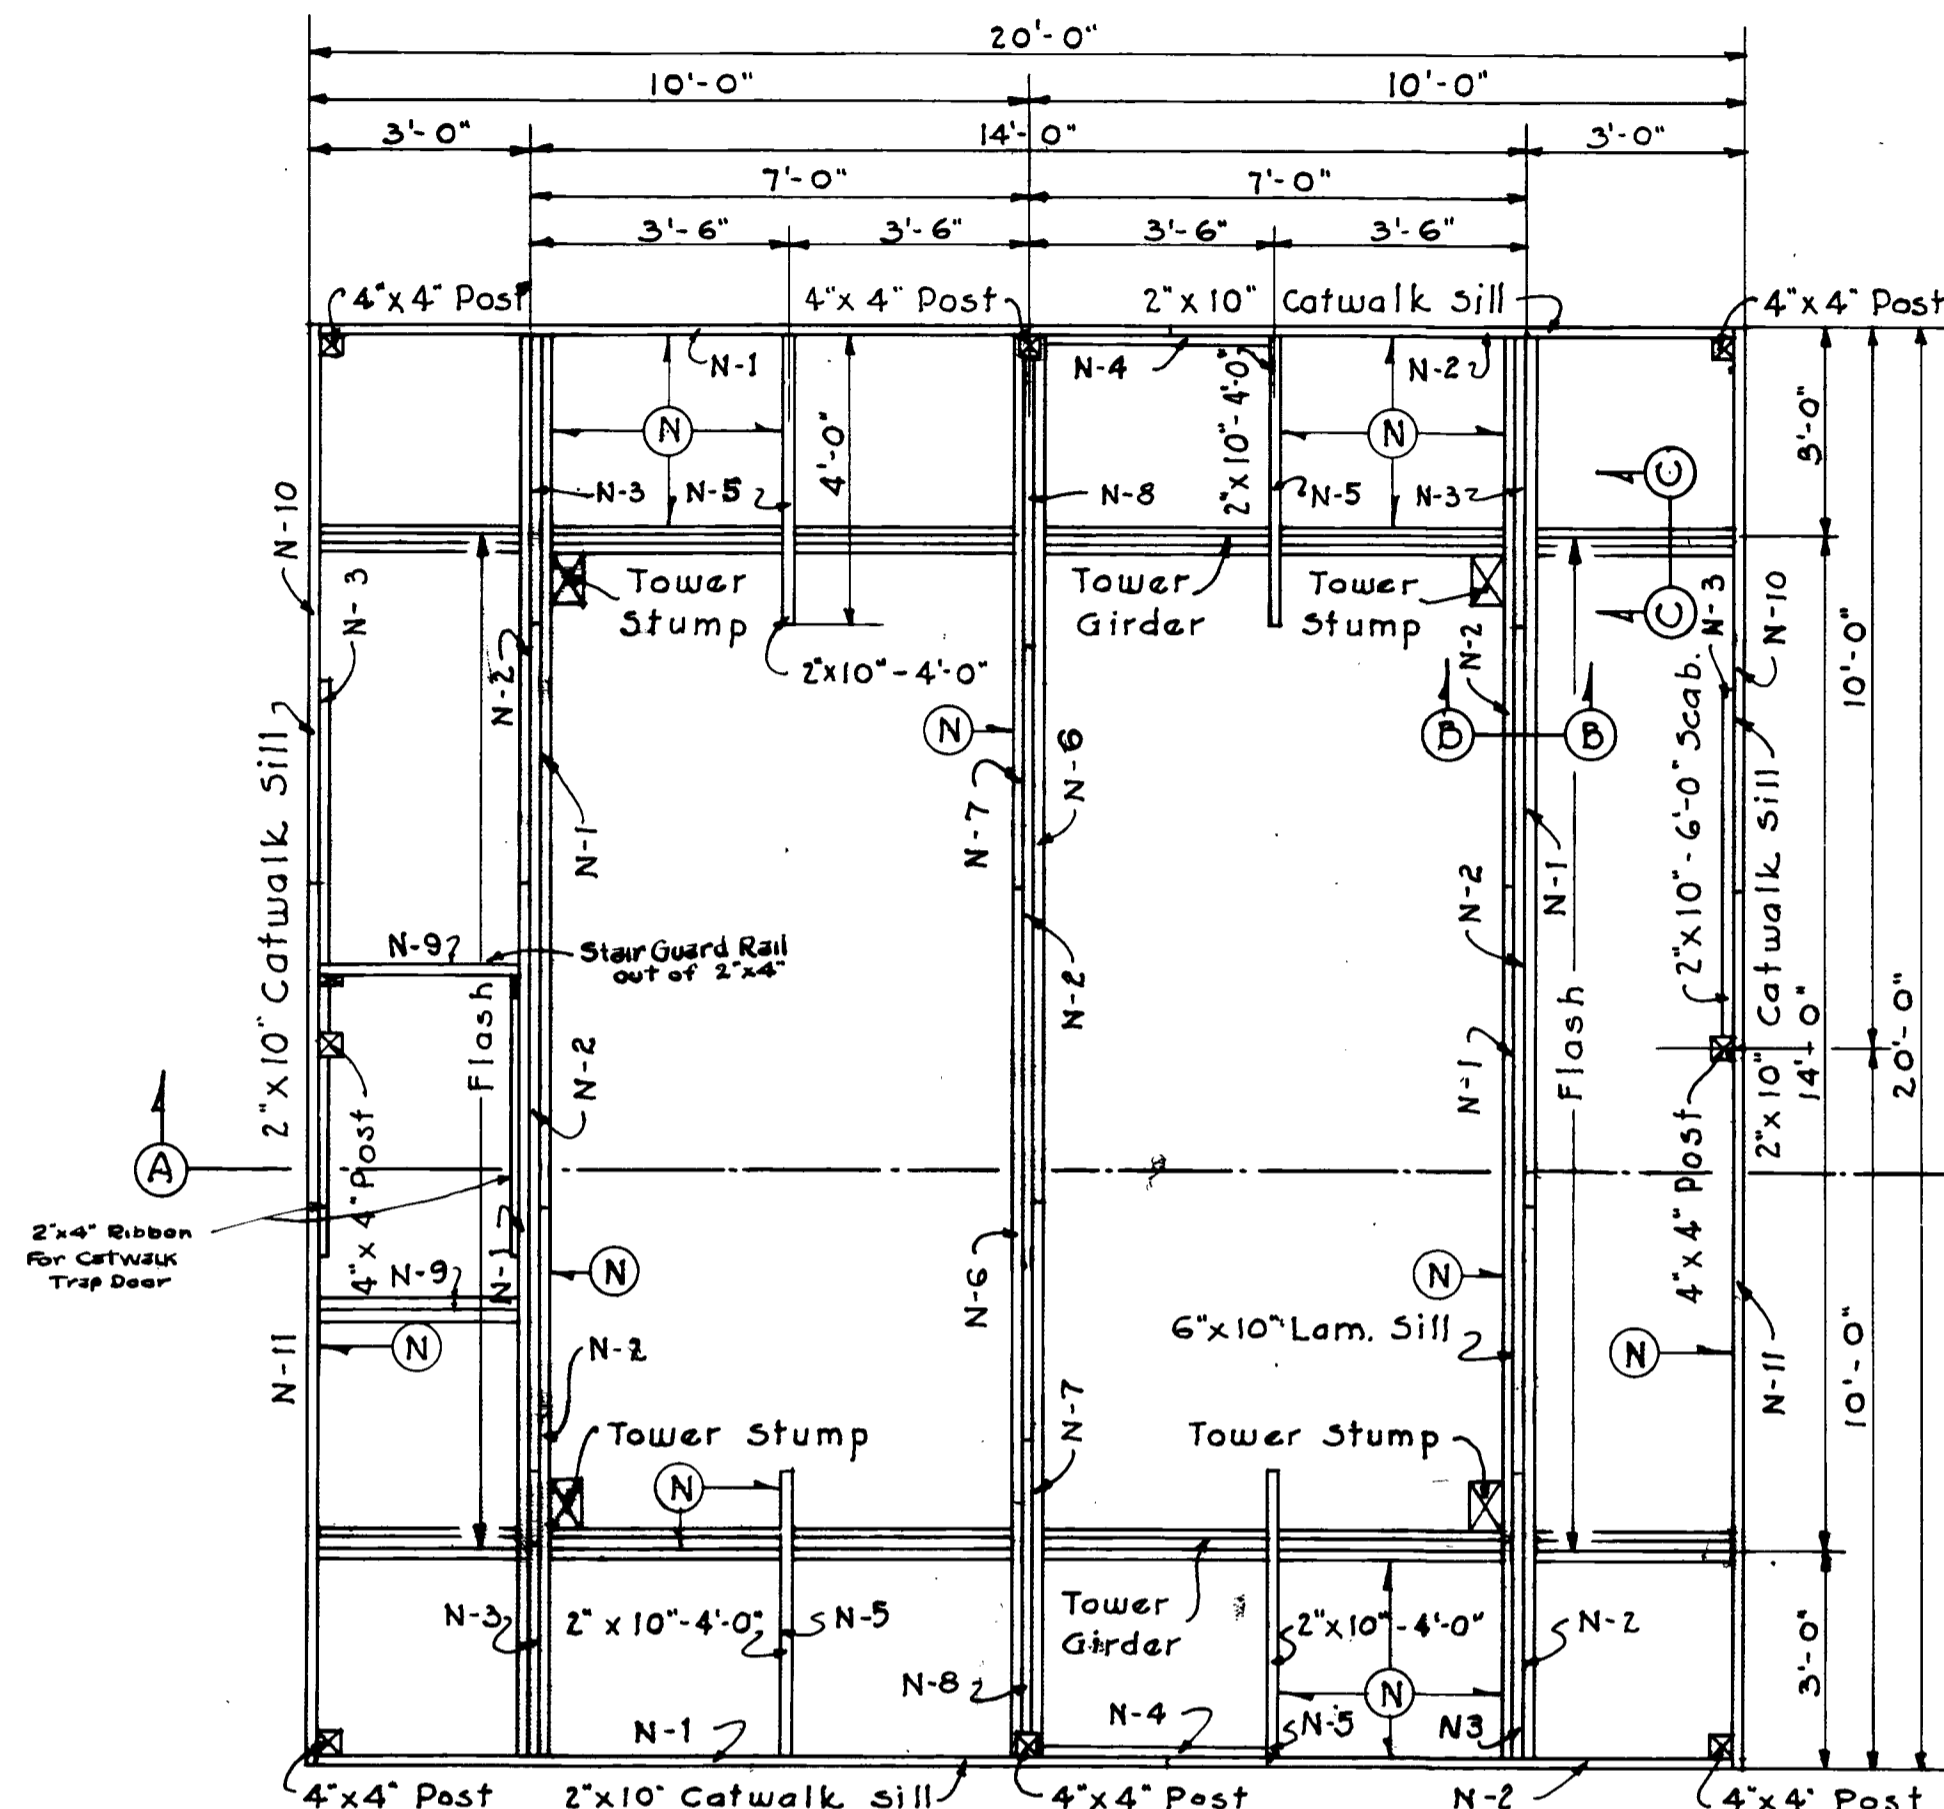 20'-0"
10'-0" 10'-0"
3'-0" 14'-0" 3'-0"
7'-0" 7'-0"
3'-6" 3'-6" 3'-6" 3'-6"
4"x4" Post 4"x4" Post 2"x10" Catwalk Sill 4"x4" Post
N-1 N-4 2"x10"-4'-0" N-2
N 4'-0" N 3'-0"
C
N-10 N-3 N-5 N-8 N-5 N-3
Tower
Stump
Tower
Girder
Tower
Stump
C
N-3 N-3 N-10
N-2 2"x10"-4'-0" N-2
10'-0"
2"x10" Catwalk Sill
N N-6 B B
N-7
N-1 N-2 N-1
2"x10"-6'-0" Scab.
2"x10" Catwalk Sill
N-9 Stair Guard Rail
out of 2"x4"
Flash N-2 Flash
14'-0" 20'-0"
N-2 N-1
4"x4" Post 4"x4" Post
A
2"x4" Ribbon
For Catwalk
Trap Door
N-9 N-1 N N-6 N
6"x10" Lam. Sill
N-11 N N-2 N N-11
10'-0"
Tower Stump N-7 Tower Stump
N
N-3 2"x10"-4'-0" N-5
Tower
Girder
2"x10"-4'-0" N-2
3'-0"
N-8 N
N-1 N-4 N-5 N3
4"x4" Post 2"x10" Catwalk Sill 4"x4" Post N-2 4"x4" Post